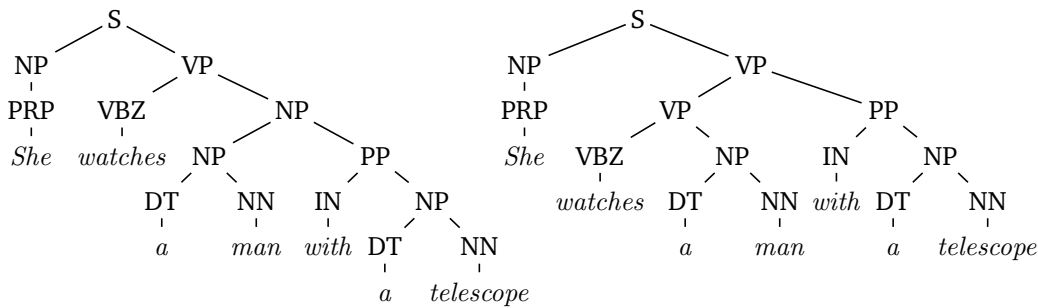 S S
NP VP NP VP
PRP VBZ NP PRP VP PP
She watches NP PP She VBZ NP IN NP
DT NN IN NP watches DT NN with DT NN
a man with DT NN a man a telescope
a telescope